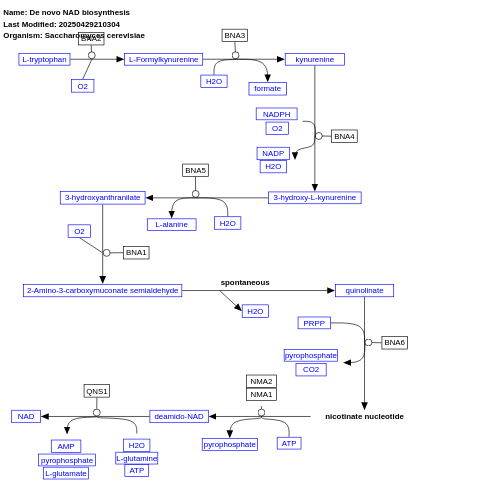 Name: De novo NAD biosynthesis
Last Modified: 20250429210304
Organism: Saccharomyces cerevisiae
BNA2
BNA3
L-tryptophan
L-Formylkynurenine
kynurenine
O2
H2O
formate
NADPH
O2
BNA4
NADP
H2O
BNA5
3-hydroxyanthranilate
3-hydroxy-L-kynurenine
L-alanine
H2O
O2
BNA1
spontaneous
2-Amino-3-carboxymuconate semialdehyde
quinolinate
H2O
PRPP
BNA6
pyrophosphate
CO2
NMA2
NMA1
QNS1
NAD
deamido-NAD
nicotinate nucleotide
AMP
pyrophosphate
L-glutamate
H2O
L-glutamine
ATP
pyrophosphate
ATP